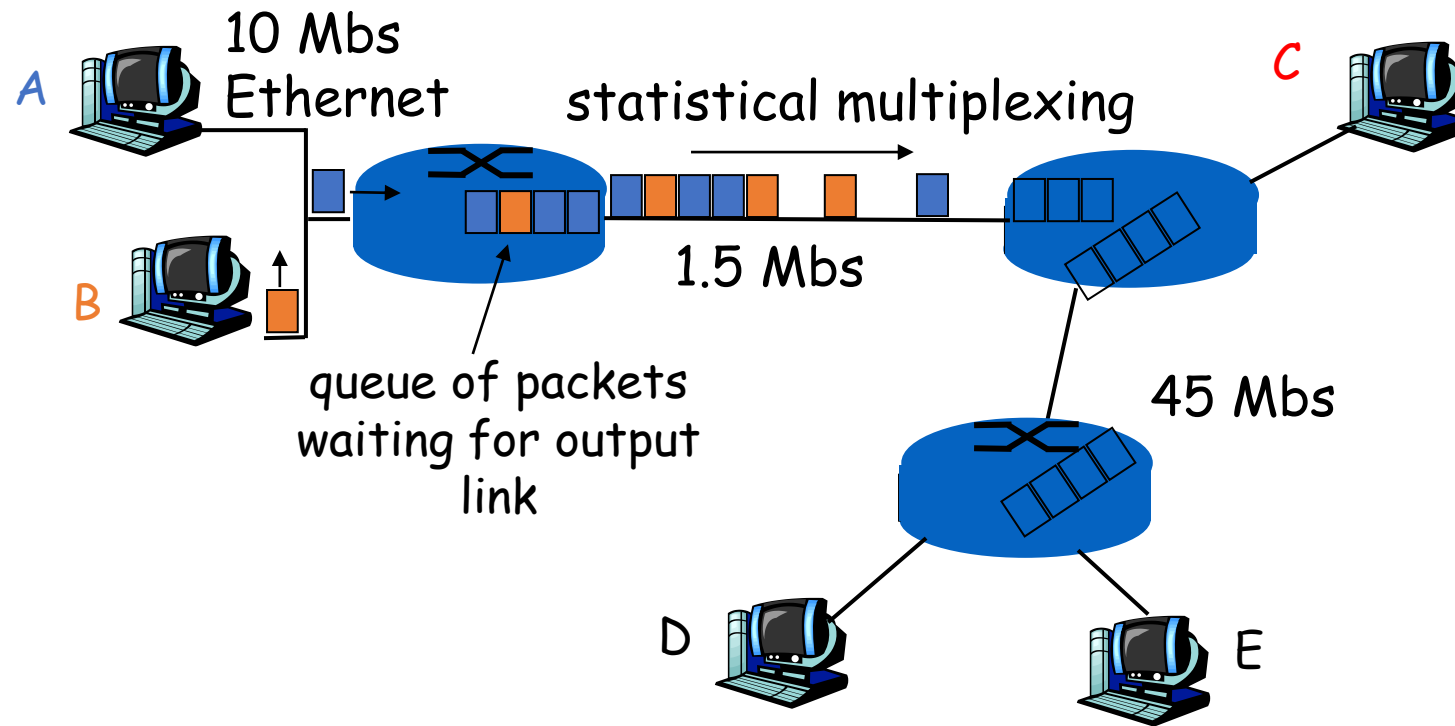 10 Mbs
Ethernet
A
statistical multiplexing
C
1.5 Mbs
B
queue of packets
waiting for output
link
45 Mbs
D
E